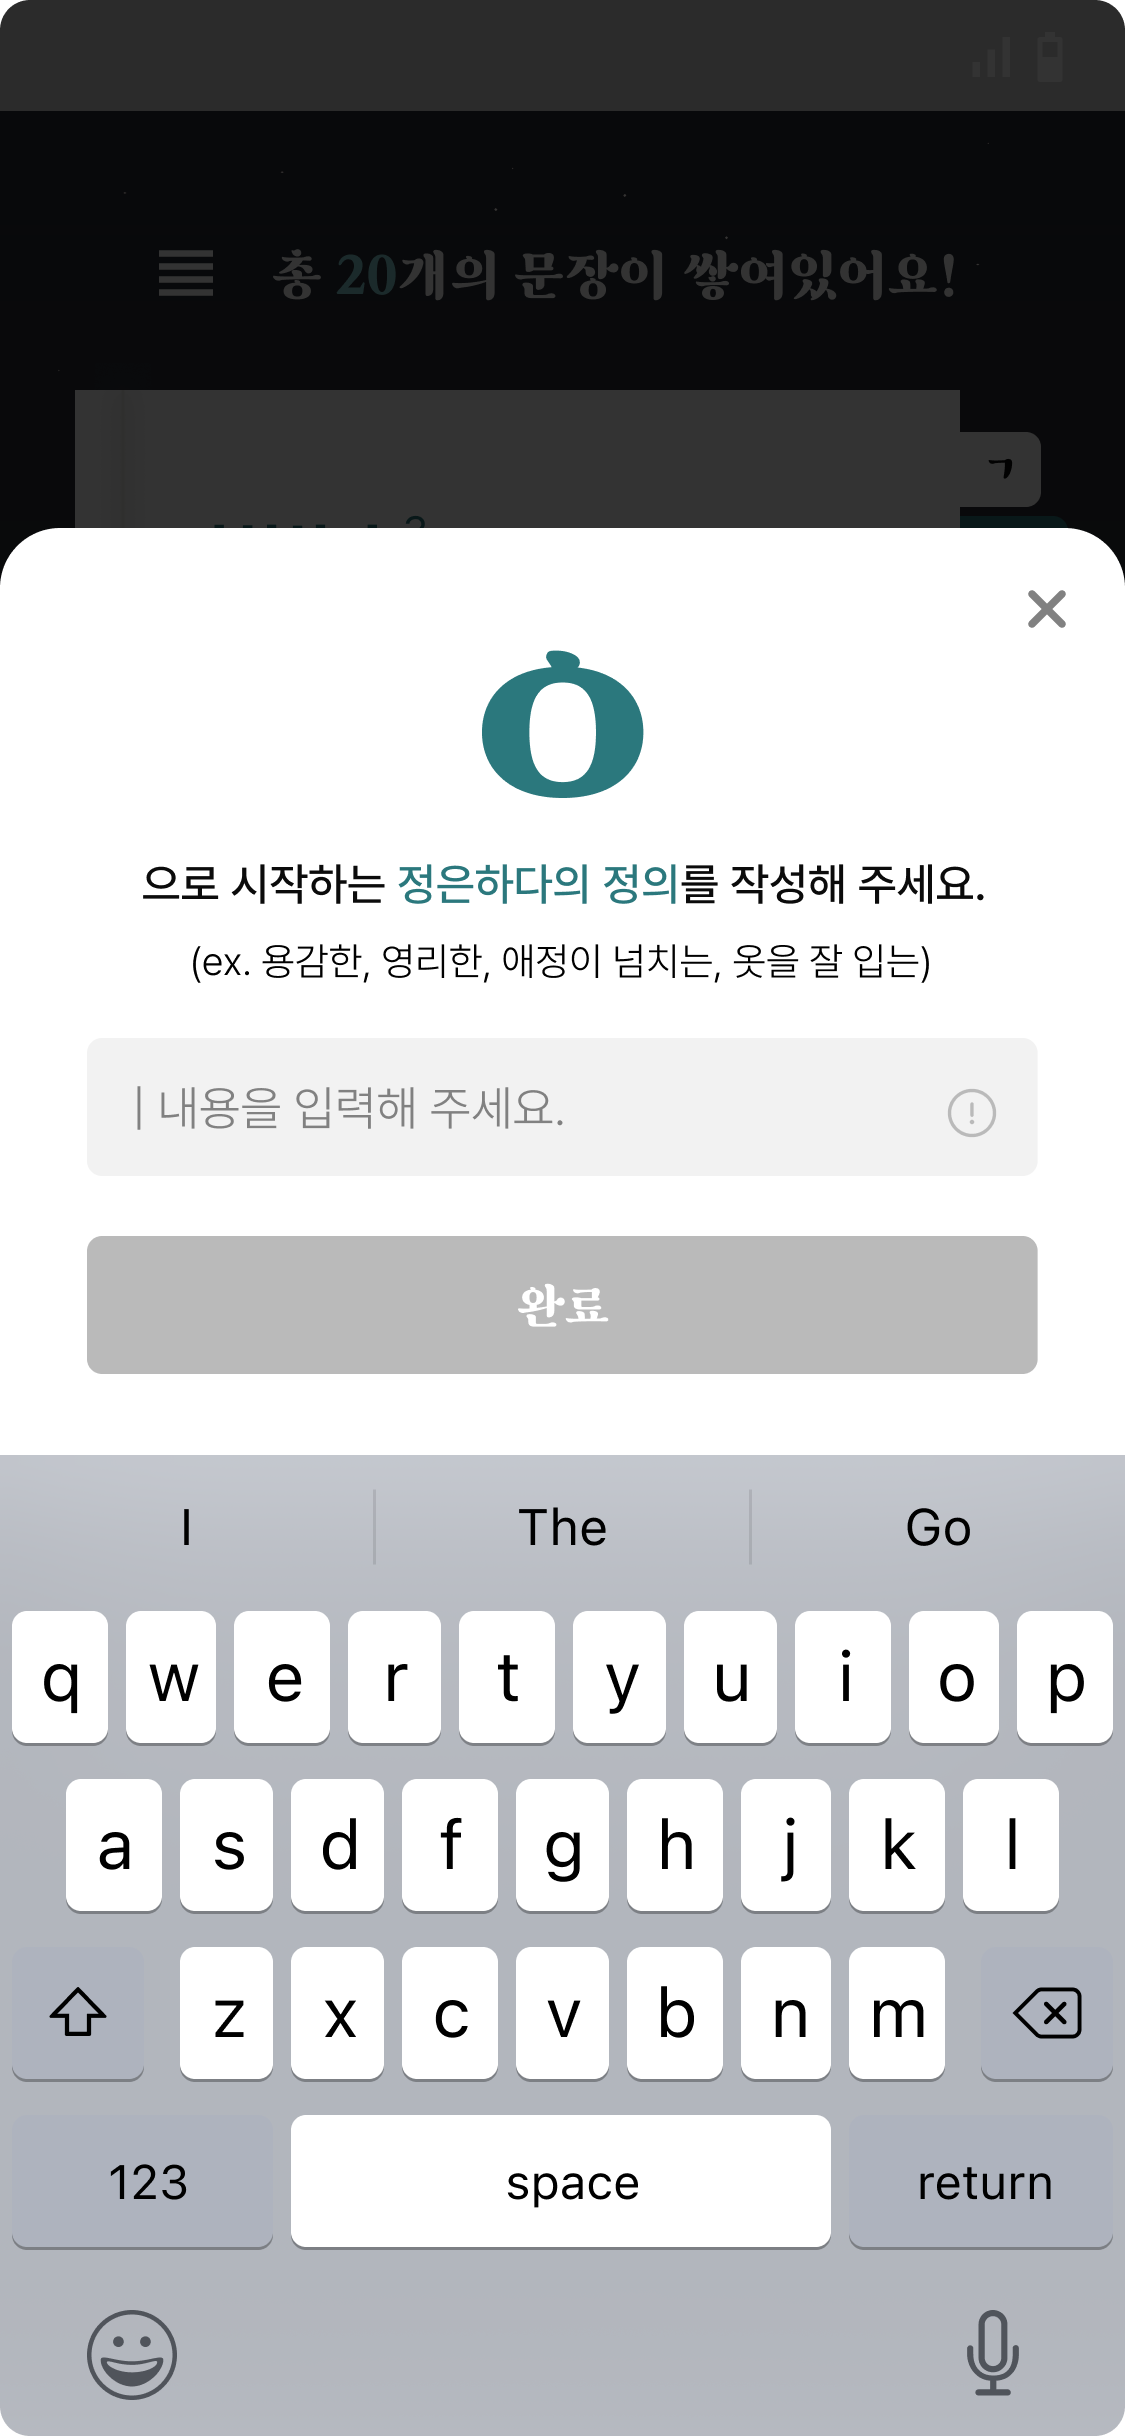 총 20개의 문장이 쌓여있어요!
ㄱ
ㅇ
으로 시작하는 정은하다의 정의를 작성해 주세요.
(ex. 용감한, 영리한, 애정이 넘치는, 옷을 잘 입는)
| 내용을 입력해 주세요.
완료
I The Go
q w e r t y u i o p
a s d f g h j k l
z x c v b n m
123 space return